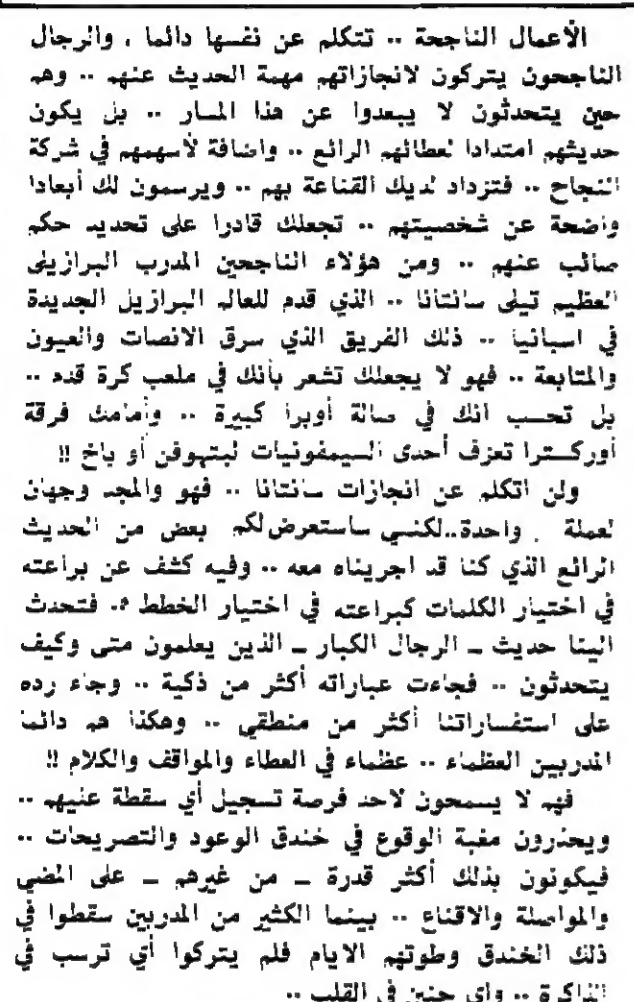 الأعمال الناجحة .. تتكلم عن نفسها دائما ، والرجال
الناجحون يتركون لانجازاتهم مهمة الحديث عنهم .. وهم
حين يتحدثون لا يبعدوا عن هذا المسار .. بل يكون
حديثهم امتدادا لعطائهم الرائع .. واضافة لأسهمهم في شركة
النجاح .. فتزداد لديك القناعة بهم .. ويرسمون لك أبعادا
واضحة عن شخصيتهم .. تجعلك قادرا على تحديد حكم
صائب عنهم .. ومن هؤلاء الناجحين المدرب البرازيلى
العظيم تيلى سانتانا .. الذي قدم للعالم البرازيل الجديدة
في اسبانيا .. ذلك الفريق الذي سرق الانصات والعيون
والمتابعة .. فهو لا يجعلك تشعر بأنك في ملعب كرة قدم ..
بل تحسب انك في صالة أوبرا كبيرة .. وأمامك فرقة
أوركسترا تعزف أحدى السيمفونيات لبتهوفن أو باخ !!
ولن اتكلم عن انجازات سانتانا .. فهو والمجد وجهان
لعملة واحدة..لكنسي ساستعرض لكم بعض من الحديث
الرائع الذي كنا قد اجريناه معه .. وفيه كشف عن براعته
في اختيار الكلمات كبراعته في اختيار الخطط .. فتحدث
الينا حديث ـ الرجال الكبار ـ الذين يعلمون متى وكيف
يتحدثون .. فجاءت عباراته أكثر من ذكية .. وجاء رده
على استفساراتنا أكثر من منطقي .. وهكذا هم دائما
المدربين العظماء .. عظماء في العطاء والمواقف والكلام !!
فهم لا يسمحون لاحد فرصة تسجيل أي سقطة عليهم ..
ويحذرون مغبة الوقوع في خندق الوعود والتصريحات ..
فيكونون بذلك أكثر قدرة ـ من غيرهم ـ على المضي
والمواصلة والاقناع .. بينما الكثير من المدربين سقطوا في
ذلك الخندق وطوتهم الايام فلم يتركوا أي ترسب في
الذاكرة .. واي حنين في القلب ..